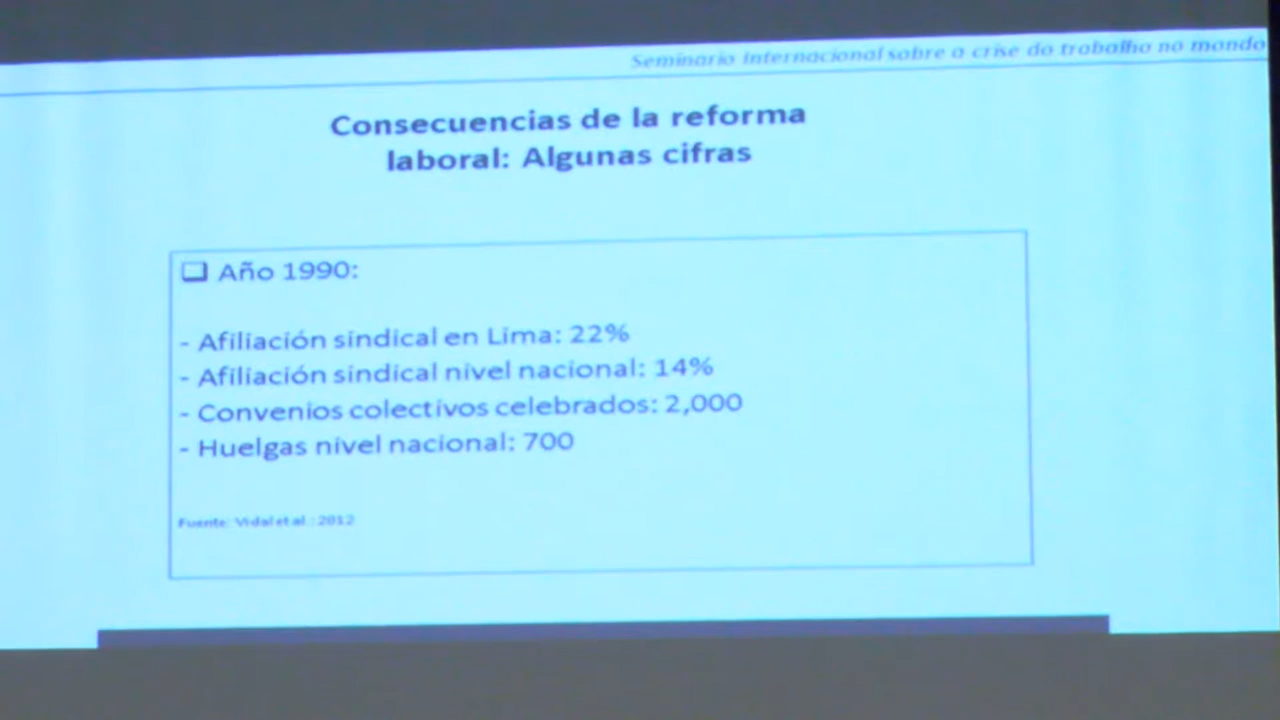 Seminario Internacional sobre a crise do trabalho no mondo
Consecuencias de la reforma
laboral: Algunas cifras
❑ Año 1990:
- Afiliación sindical en Lima: 22%
- Afiliación sindical nivel nacional: 14%
- Convenios colectivos celebrados: 2,000
- Huelgas nivel nacional: 700
Fuente: Vidal et al.: 2012